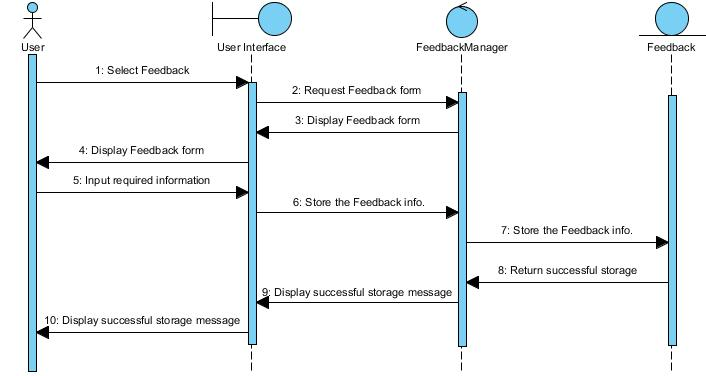 User
User Interface
FeedbackManager
Feedback
1: Select Feedback
2: Request Feedback form
3: Display Feedback form
4: Display Feedback form
5: Input required information
6: Store the Feedback info.
7: Store the Feedback info.
8: Return successful storage
9: Display successful storage message
10: Display successful storage message